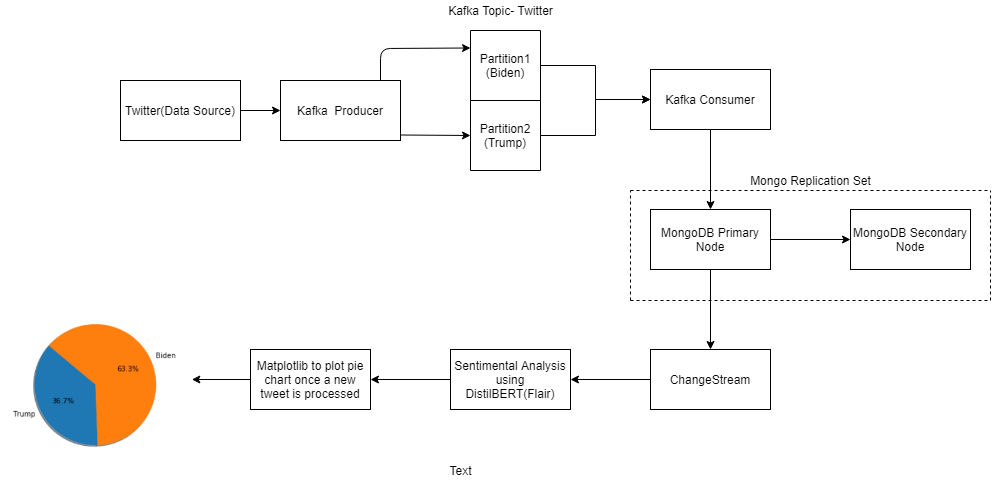 Kafka Topic- Twitter
Partition1
(Biden)
Twitter(Data Source)
Kafka  Producer
Partition2
(Trump)
Kafka Consumer
Mongo Replication Set
MongoDB Primary
Node
MongoDB Secondary
Node
Biden
63.3%
36.7%
Trump
Matplotlib to plot pie
chart once a new
tweet is processed
Sentimental Analysis
using
DistilBERT(Flair)
ChangeStream
Text